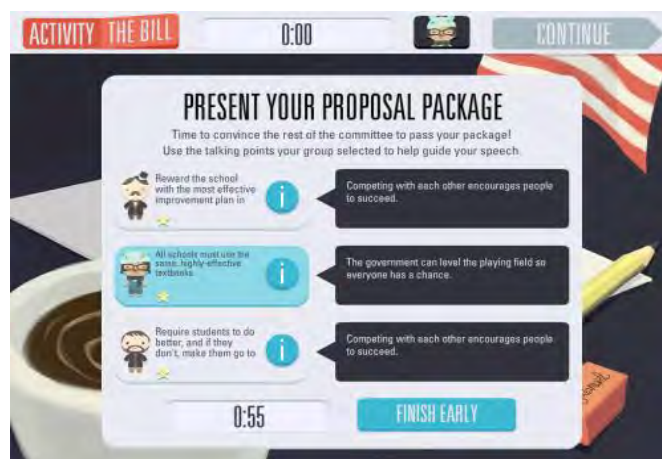 ACTIVITY THE BILL
0:00
CONTINUE
PRESENT YOUR PROPOSAL PACKAGE
Time to convince the rest of the committee to pass your package!
Use the talking points your group selected to help guide your speech.
Reward the school
with the most effective
improvement plan in
i
Competing with each other encourages people
to succeed.
All schools must use the
same, highly-effective
textbooks
i
The government can level the playing field so
everyone has a chance.
Require students to do
better, and if they
don't, make them go to
i
Competing with each other encourages people
to succeed.
0:55
FINISH EARLY